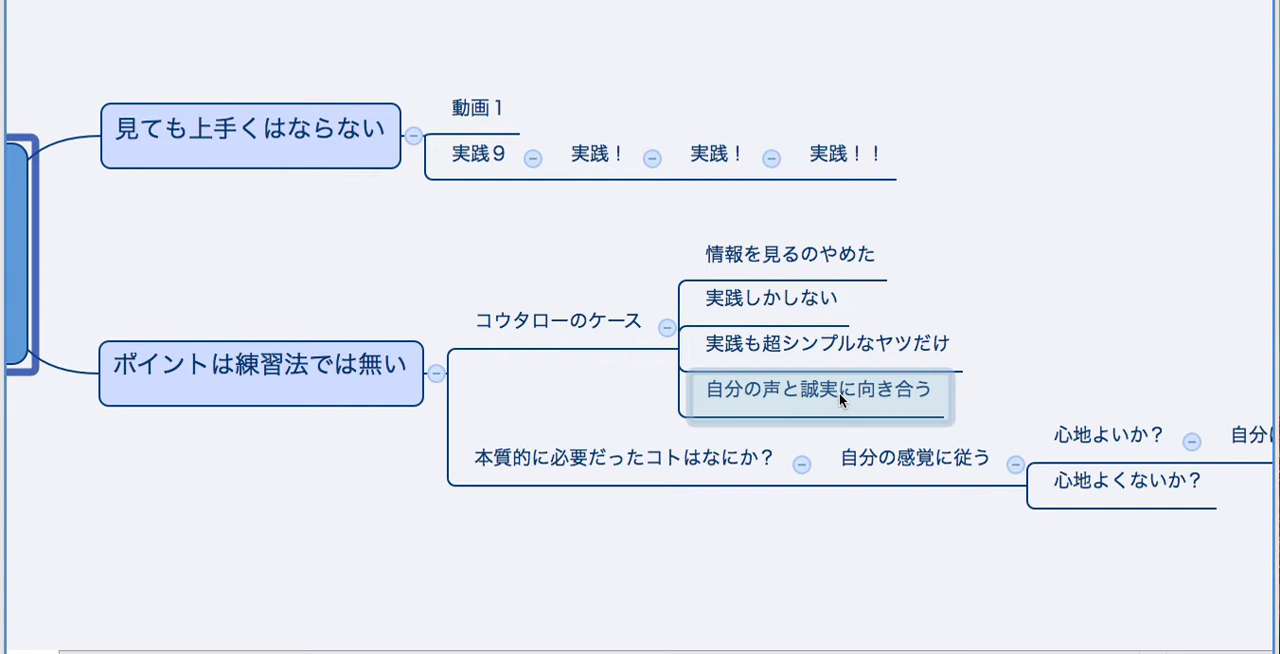 見ても上手くはならない
動画１
実践９
実践！
実践！
実践！！
ポイントは練習法では無い
コウタローのケース
情報を見るのやめた
実践しかしない
実践も超シンプルなヤツだけ
自分の声と誠実に向き合う
本質的に必要だったコトはなにか？
自分の感覚に従う
心地よいか？
自分
心地よくないか？